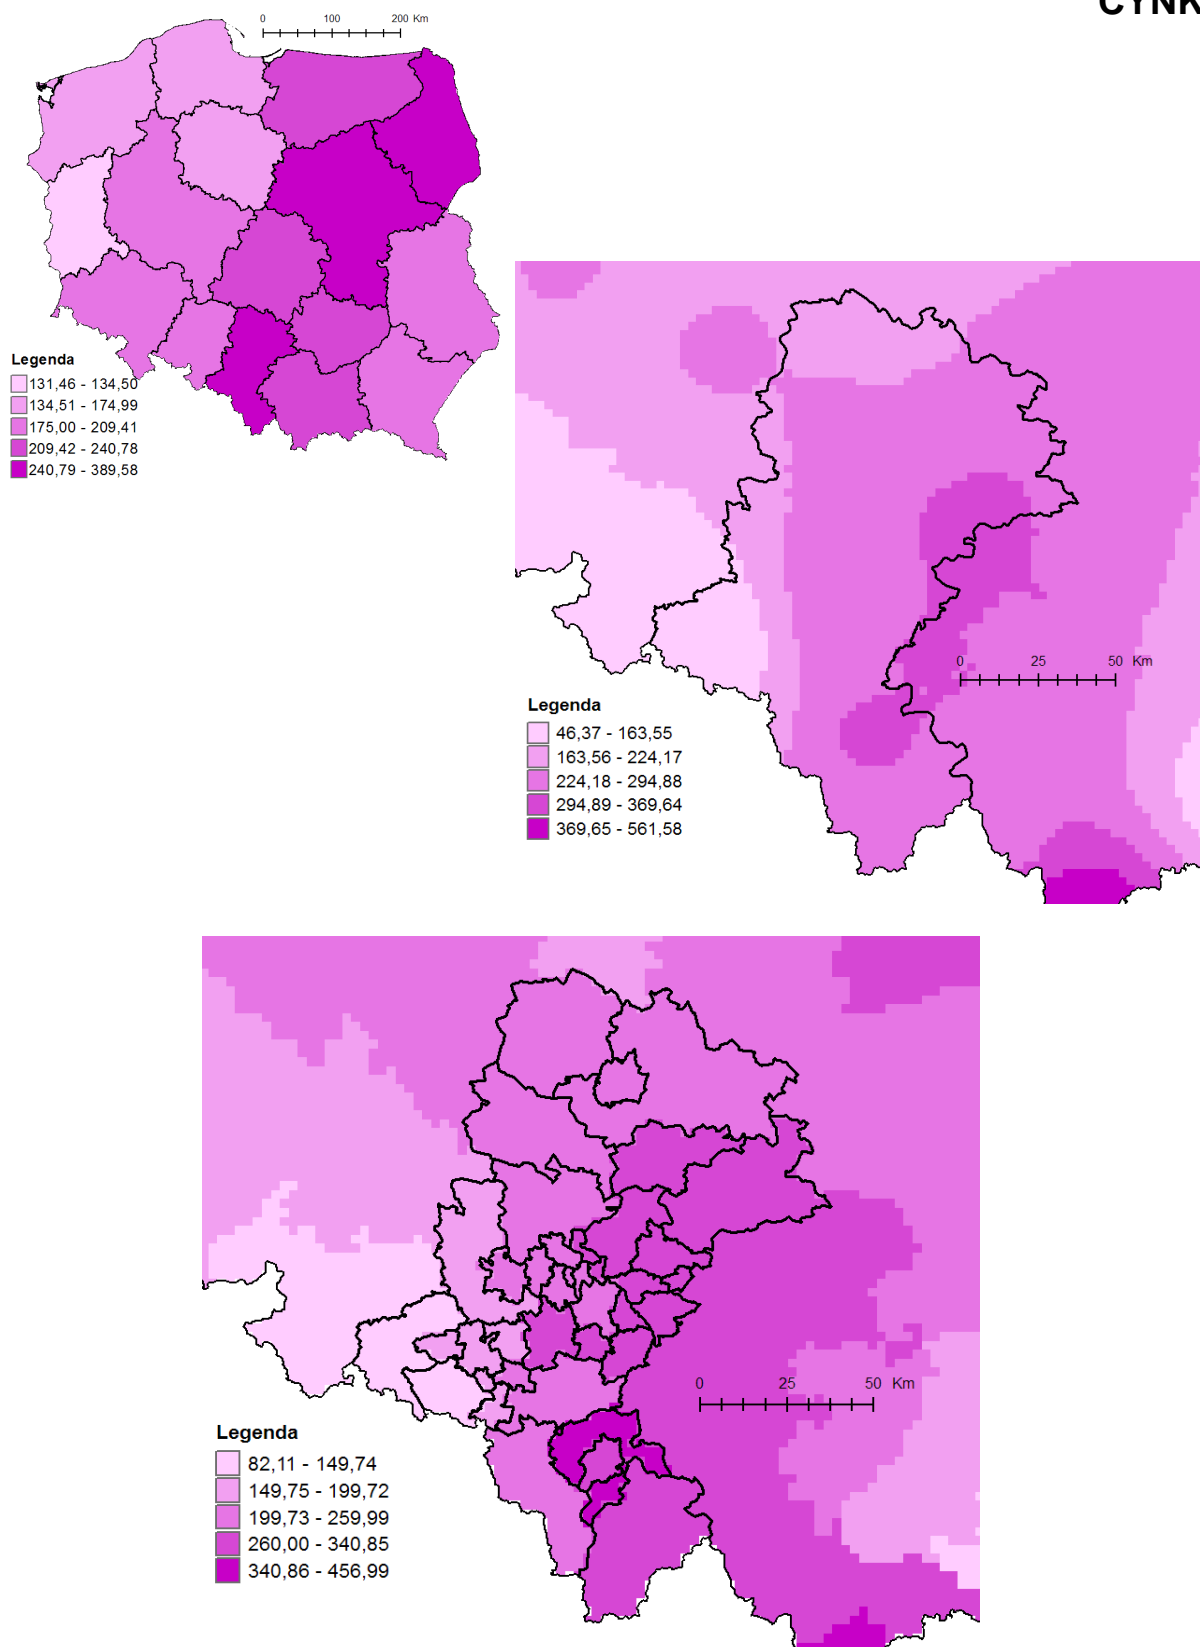 CYNK
0 100 200 Km
Legenda
131,46 - 134,50
134,51 - 174,99
175,00 - 209,41
209,42 - 240,78
240,79 - 389,58
0 25 50 Km
Legenda
46,37 - 163,55
163,56 - 224,17
224,18 - 294,88
294,89 - 369,64
369,65 - 561,58
0 25 50 Km
Legenda
82,11 - 149,74
149,75 - 199,72
199,73 - 259,99
260,00 - 340,85
340,86 - 456,99